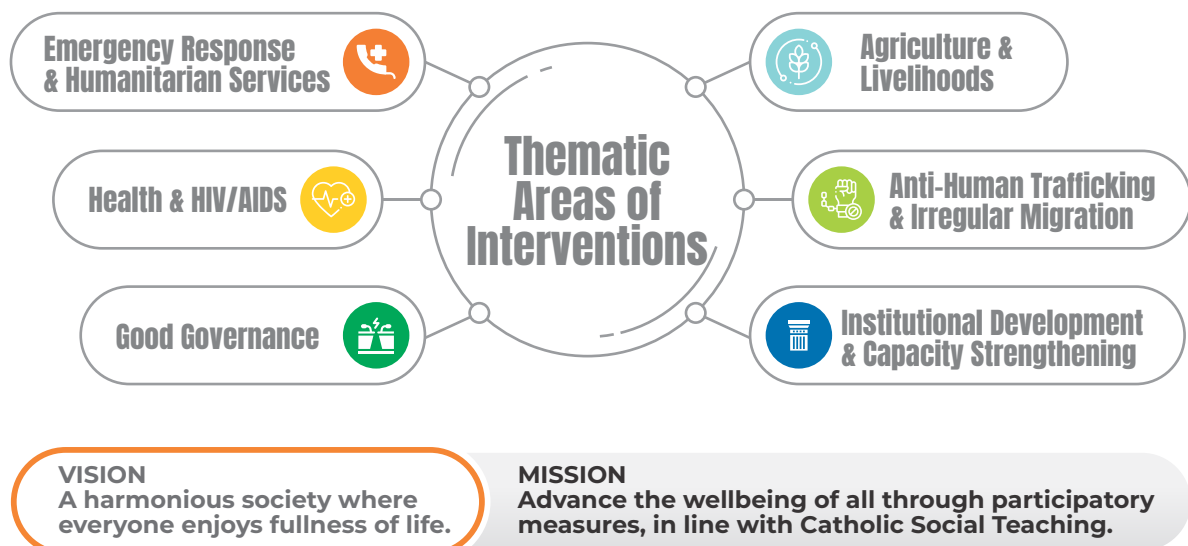 Emergency Response
& Humanitarian Services
Health & HIV/AIDS
Good Governance
Thematic
Areas of
Interventions
Agriculture &
Livelihoods
Anti-Human Trafficking
& Irregular Migration
Institutional Development
& Capacity Strengthening
VISION
A harmonious society where
everyone enjoys fullness of life.
MISSION
Advance the wellbeing of all through participatory
measures, in line with Catholic Social Teaching.